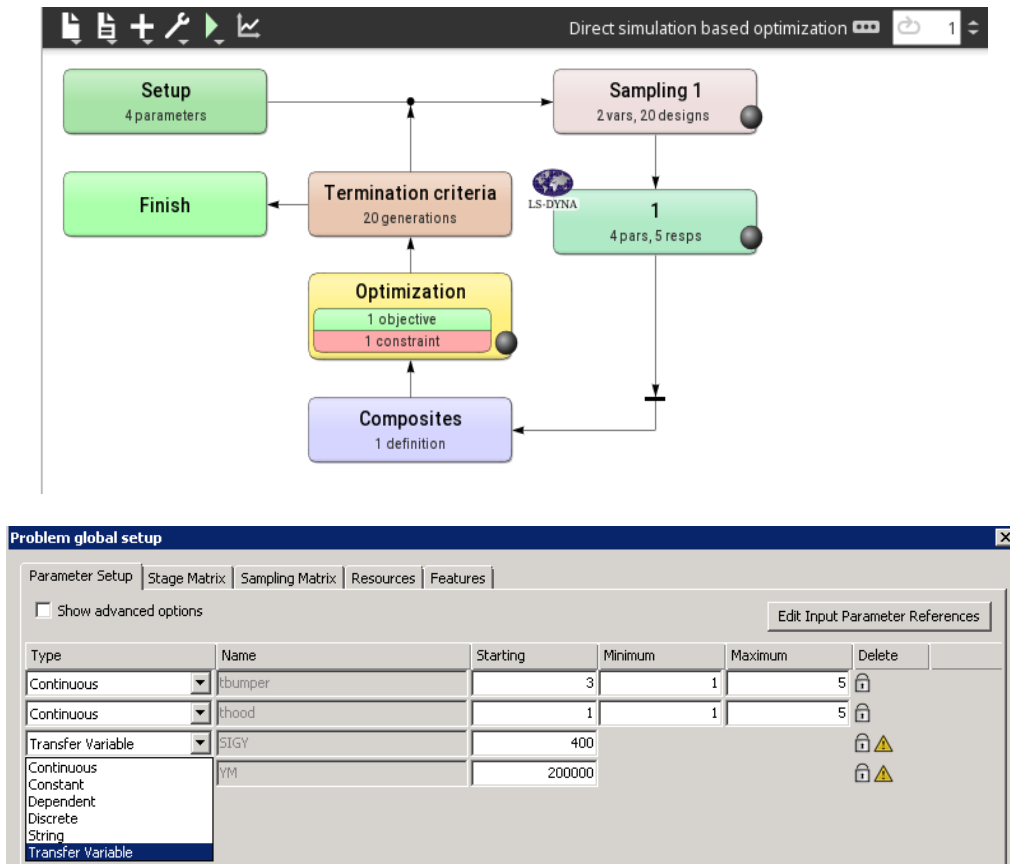 Direct simulation based optimization 1
Setup
4 parameters
Sampling 1
2 vars, 20 designs
Finish
Termination criteria
20 generations
LS-DYNA
1
4 pars, 5 resps
Optimization
1 objective
1 constraint
Composites
1 definition
Problem global setup
Parameter Setup Stage Matrix Sampling Matrix Resources Features
Show advanced options Edit Input Parameter References
Type Name Starting Minimum Maximum Delete
Continuous tbumper 3 1 5
Continuous thood 1 1 5
Transfer Variable SIGY 400
YM 200000
Continuous
Constant
Dependent
Discrete
String
Transfer Variable